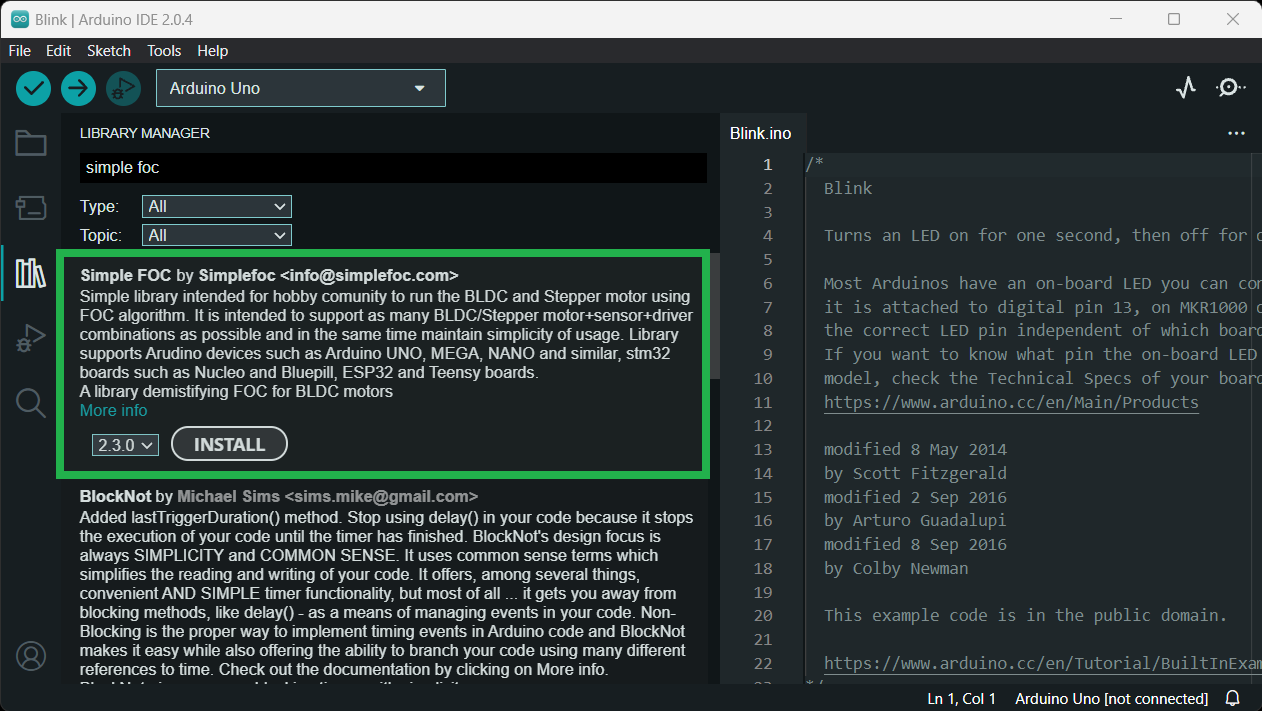 Blink | Arduino IDE 2.0.4
File Edit Sketch Tools Help
Arduino Uno
LIBRARY MANAGER
simple foc
Type: All
Topic: All
Simple FOC by Simplefoc <info@simplefoc.com>
Simple library intended for hobby comunity to run the BLDC and Stepper motor using
FOC algorithm. It is intended to support as many BLDC/Stepper motor+sensor+driver
combinations as possible and in the same time maintain simplicity of usage. Library
supports Arudino devices such as Arduino UNO, MEGA, NANO and similar, stm32
boards such as Nucleo and Bluepill, ESP32 and Teensy boards.
A library demistifying FOC for BLDC motors
More info
2.3.0 INSTALL
BlockNot by Michael Sims <sims.mike@gmail.com>
Added lastTriggerDuration() method. Stop using delay() in your code because it stops
the execution of your code until the timer has finished. BlockNot's design focus is
always SIMPLICITY and COMMON SENSE. It uses common sense terms which
simplifies the reading and writing of your code. It offers, among several things,
convenient AND SIMPLE timer functionality, but most of all ... it gets you away from
blocking methods, like delay() - as a means of managing events in your code. Non-
Blocking is the proper way to implement timing events in Arduino code and BlockNot
makes it easy while also offering the ability to branch your code using many different
references to time. Check out the documentation by clicking on More info.
Blink.ino
1 /*
2 Blink
3
4 Turns an LED on for one second, then off for
5
6 Most Arduinos have an on-board LED you can
7 it is attached to digital pin 13, on MKR1000
8 the correct LED pin independent of which
9 If you want to know what pin the on-board LED
10 model, check the Technical Specs of your
11 https://www.arduino.cc/en/Main/Products
12
13 modified 8 May 2014
14 by Scott Fitzgerald
15 modified 2 Sep 2016
16 by Arturo Guadalupi
17 modified 8 Sep 2016
18 by Colby Newman
19
20 This example code is in the public domain.
21
22 https://www.arduino.cc/en/Tutorial/BuiltInExam
23 */
Ln 1, Col 1 Arduino Uno [not connected]